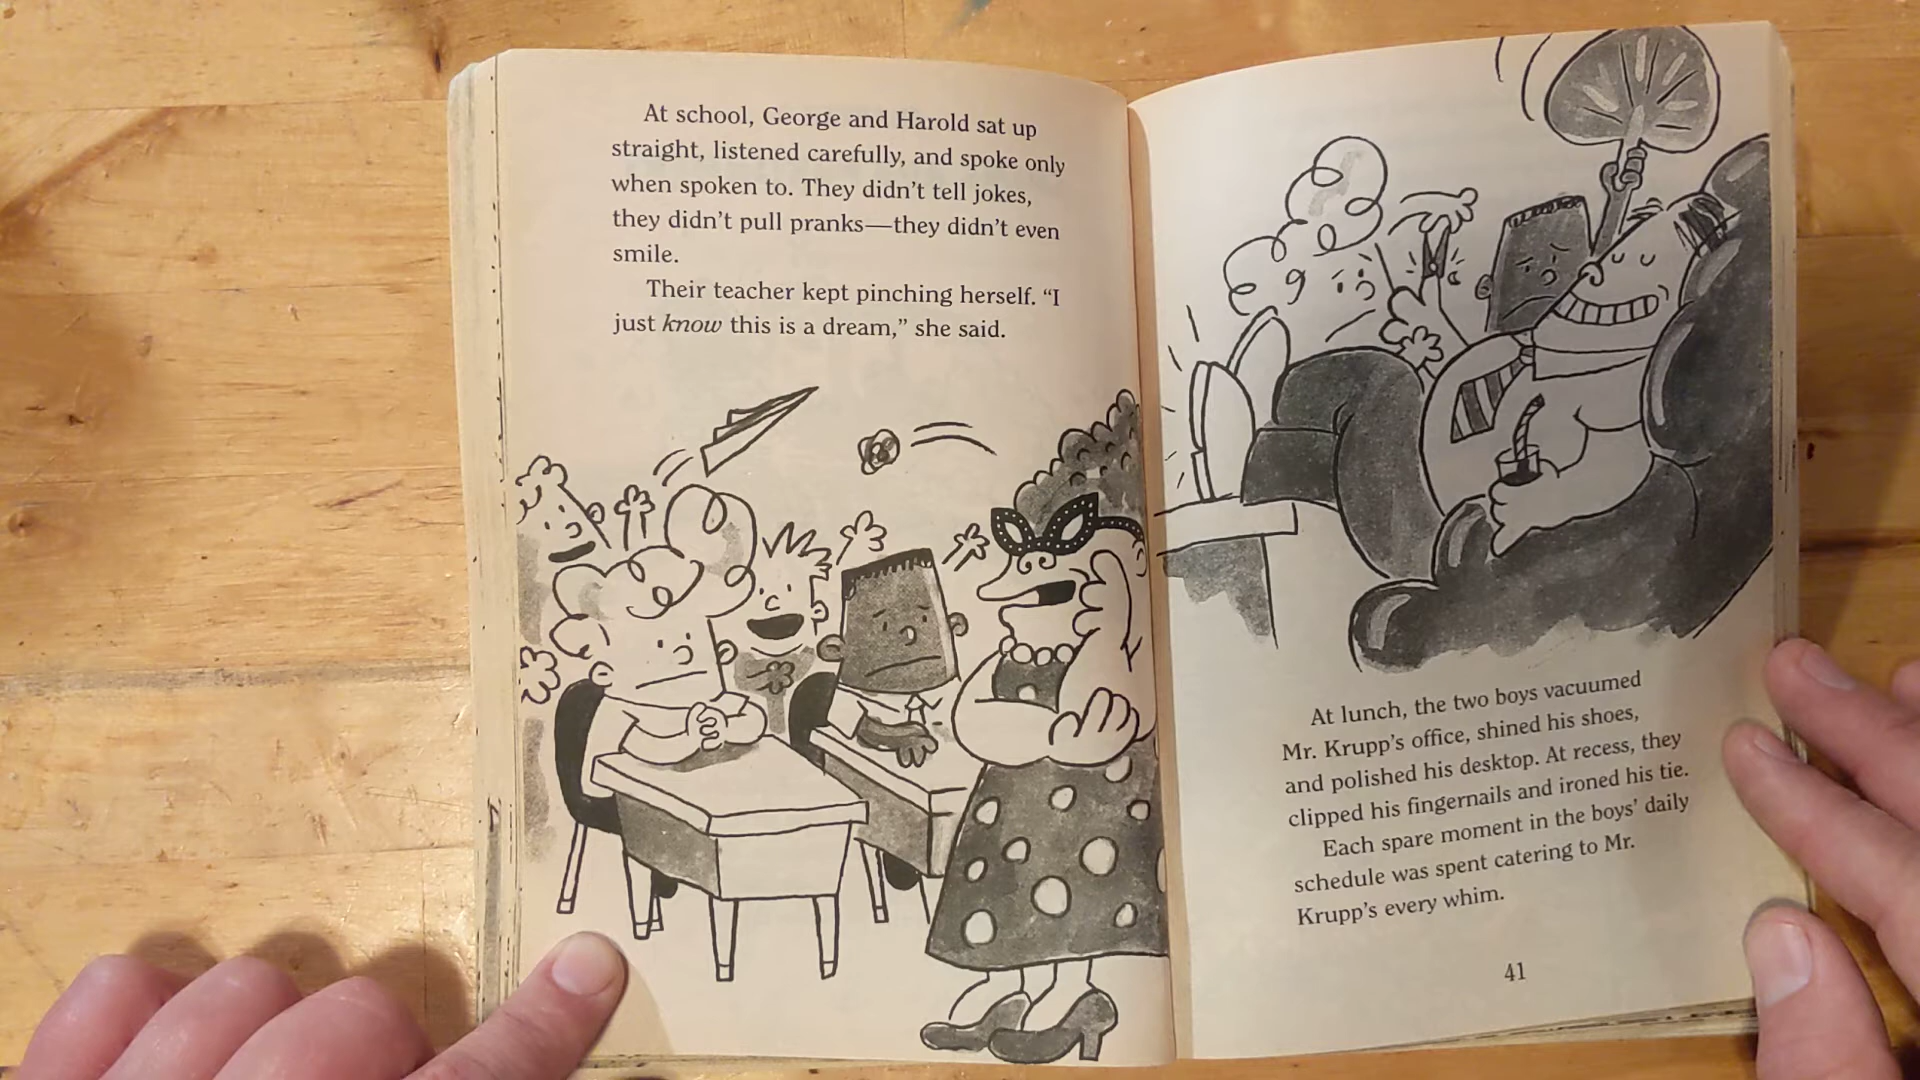 At school, George and Harold sat up
straight, listened carefully, and spoke only
when spoken to. They didn’t tell jokes,
they didn’t pull pranks—they didn’t even
smile.
Their teacher kept pinching herself. “I
just know this is a dream,” she said.
At lunch, the two boys vacuumed
Mr. Krupp’s office, shined his shoes,
and polished his desktop. At recess, they
clipped his fingernails and ironed his tie.
Each spare moment in the boys’ daily
schedule was spent catering to Mr.
Krupp’s every whim.
41